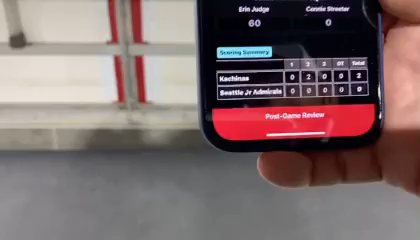 Erin Judge Connie Streeter
60 0
Scoring Summary
1 2 3 OT Total
Kachinas 0 2 0 0 2
Seattle Jr Admirals 0 0 0 0 0
Post-Game Review